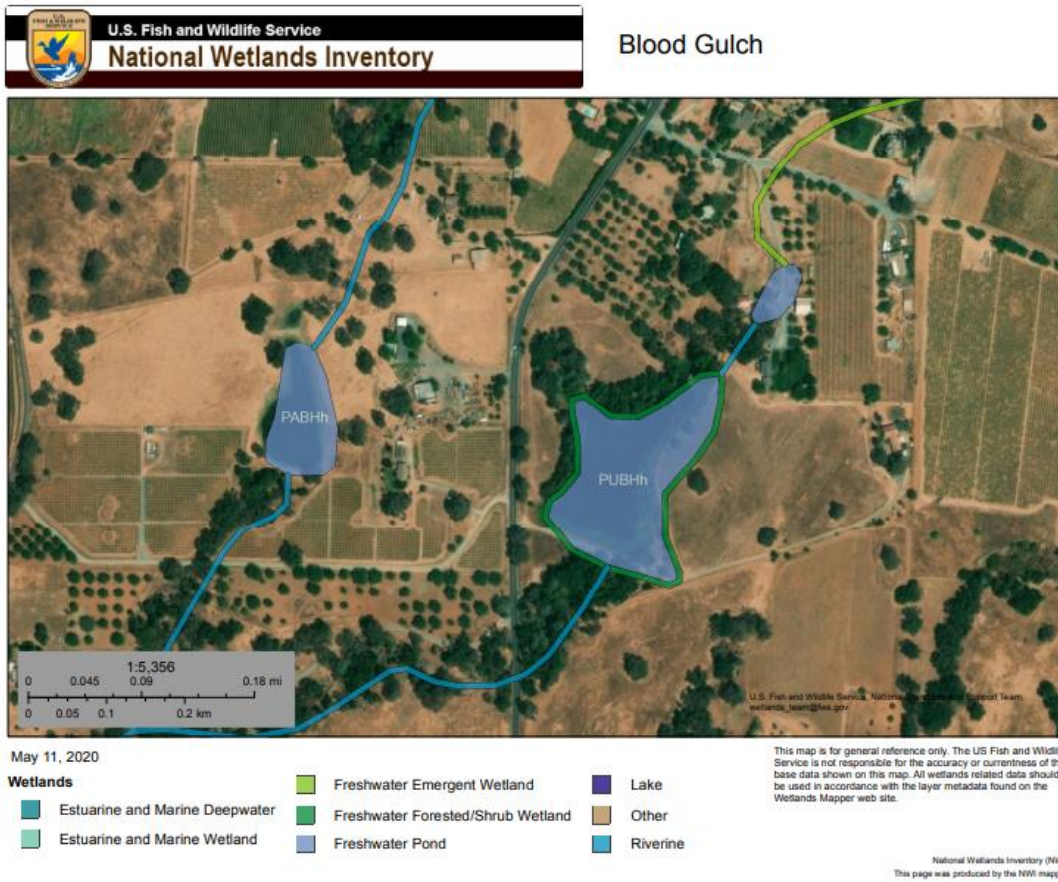 U.S.
FISH & WILDLIFE
SERVICE
U.S. Fish and Wildlife Service
National Wetlands Inventory
Blood Gulch
PABHh
PUBHh
1:5,356
0 0.045 0.09 0.18 mi
0 0.05 0.1 0.2 km
U.S. Fish and Wildlife Service, National Support Team,
wetlands_team@fws.gov
May 11, 2020
Wetlands
Estuarine and Marine Deepwater
Estuarine and Marine Wetland
Freshwater Emergent Wetland
Freshwater Forested/Shrub Wetland
Freshwater Pond
Lake
Other
Riverine
This map is for general reference only. The US Fish and Wildli
Service is not responsible for the accuracy or currentness of th
base data shown on this map. All wetlands related data should
be used in accordance with the layer metadata found on the
Wetlands Mapper web site.
National Wetlands Inventory (NW
This page was produced by the NWI mapp